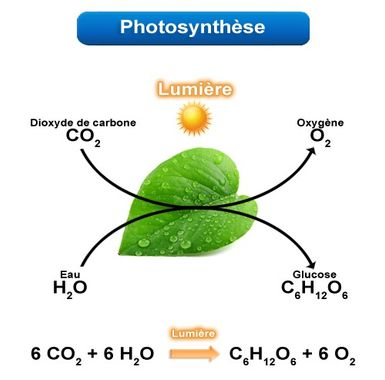 Photosynthèse
Lumière
Dioxyde de carbone
CO₂
Oxygène
O₂
Eau
H₂O
Glucose
C₆H₁₂O₆
Lumière
6 CO₂ + 6 H₂O C₆H₁₂O₆ + 6 O₂